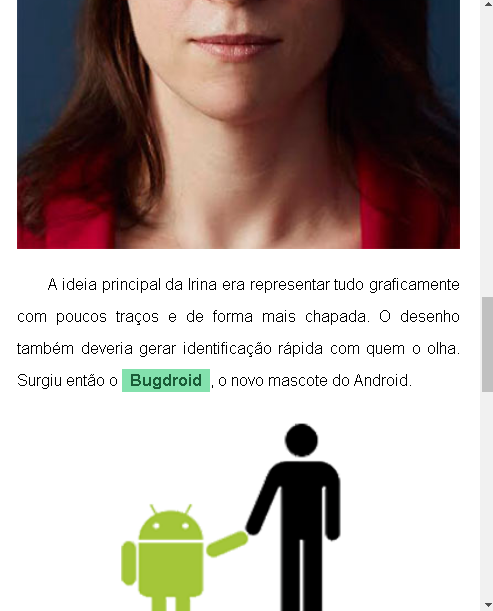 A ideia principal da Irina era representar tudo graficamente
com poucos traços e de forma mais chapada. O desenho
também deveria gerar identificação rápida com quem o olha.
Surgiu então o Bugdroid, o novo mascote do Android.